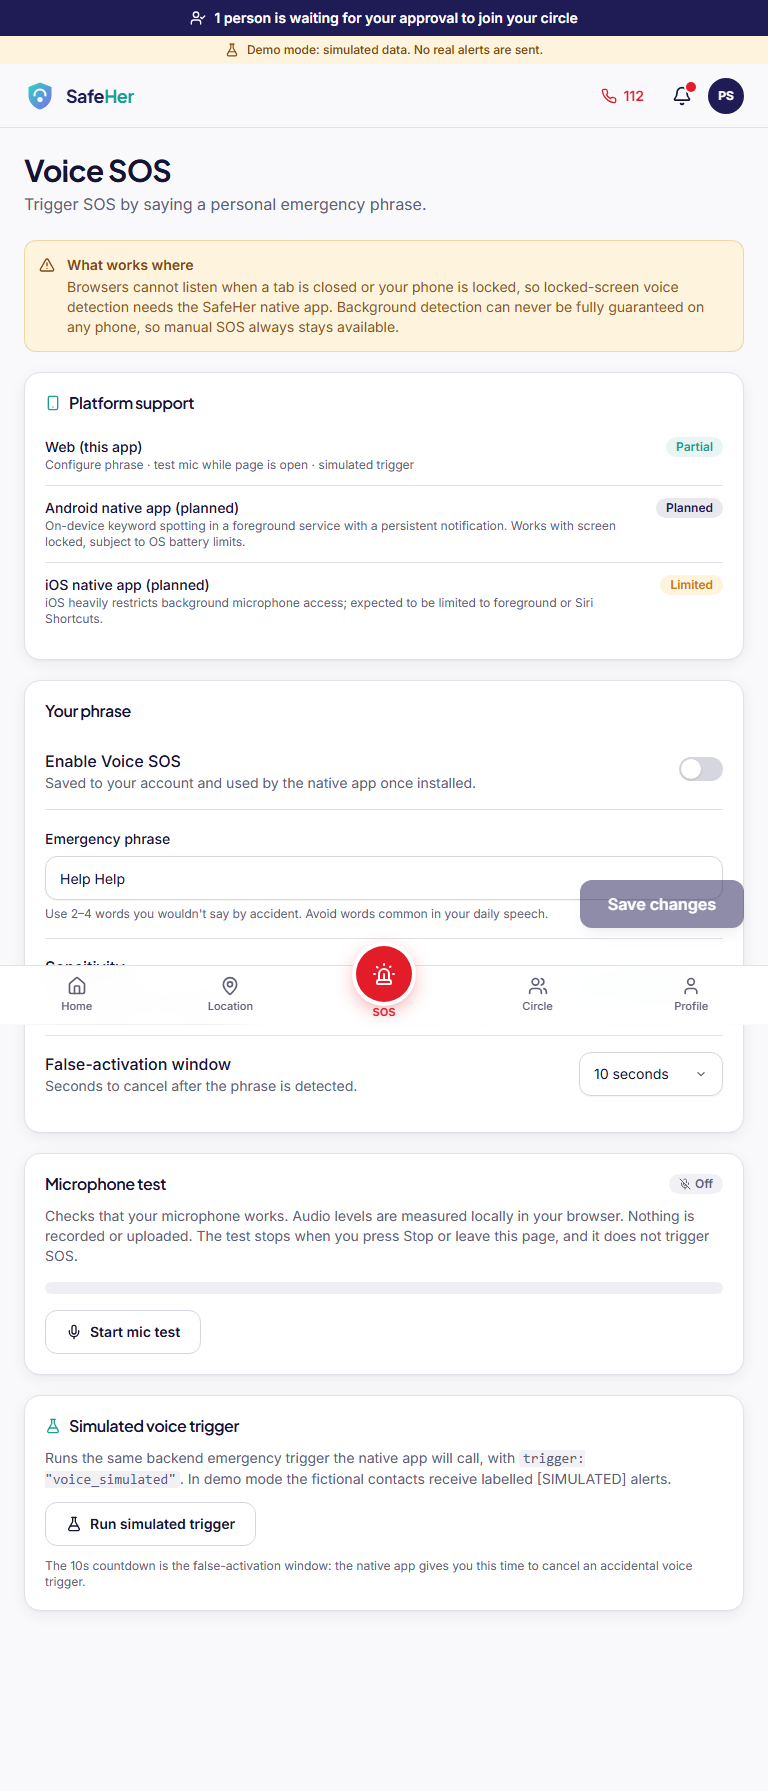 1 person is waiting for your approval to join your circle
Demo mode: simulated data. No real alerts are sent.
SafeHer
112
PS
Voice SOS
Trigger SOS by saying a personal emergency phrase.
What works where
Browsers cannot listen when a tab is closed or your phone is locked, so locked-screen voice
detection needs the SafeHer native app. Background detection can never be fully guaranteed on
any phone, so manual SOS always stays available.
Platform support
Web (this app)
Partial
Configure phrase · test mic while page is open · simulated trigger
Android native app (planned)
Planned
On-device keyword spotting in a foreground service with a persistent notification. Works with screen
locked, subject to OS battery limits.
iOS native app (planned)
Limited
iOS heavily restricts background microphone access; expected to be limited to foreground or Siri
Shortcuts.
Your phrase
Enable Voice SOS
Saved to your account and used by the native app once installed.
Emergency phrase
Help Help
Save changes
Use 2–4 words you wouldn't say by accident. Avoid words common in your daily speech.
Sensitivity
Home
Location
SOS
Circle
Profile
False-activation window
Seconds to cancel after the phrase is detected.
10 seconds
Microphone test
Off
Checks that your microphone works. Audio levels are measured locally in your browser. Nothing is
recorded or uploaded. The test stops when you press Stop or leave this page, and it does not trigger
SOS.
Start mic test
Simulated voice trigger
Runs the same backend emergency trigger the native app will call, with trigger:
"voice_simulated". In demo mode the fictional contacts receive labelled [SIMULATED] alerts.
Run simulated trigger
The 10s countdown is the false-activation window: the native app gives you this time to cancel an accidental voice
trigger.